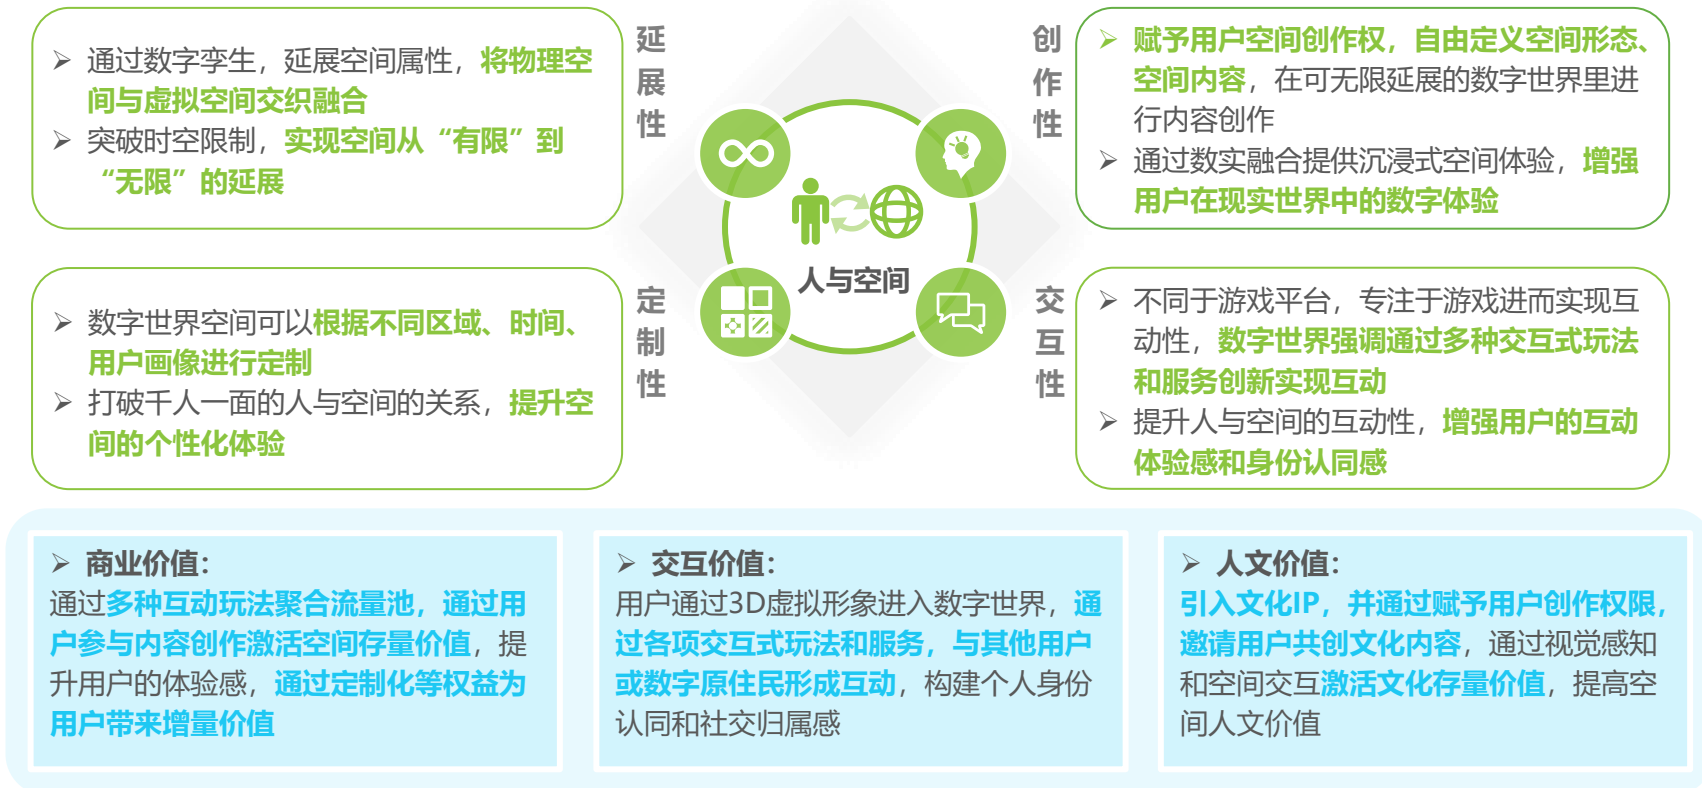 ➢ 通过数字孪生，延展空间属性，将物理空
间与虚拟空间交织融合
➢ 突破时空限制，实现空间从“有限”到
“无限”的延展
延
展
性
创
作
性
➢ 赋予用户空间创作权，自由定义空间形态、
空间内容，在可无限延展的数字世界里进
行内容创作
➢ 通过数实融合提供沉浸式空间体验，增强
用户在现实世界中的数字体验
人与空间
➢ 数字世界空间可以根据不同区域、时间、
用户画像进行定制
➢ 打破千人一面的人与空间的关系，提升空
间的个性化体验
定
制
性
交
互
性
➢ 不同于游戏平台，专注于游戏进而实现互
动性，数字世界强调通过多种交互式玩法
和服务创新实现互动
➢ 提升人与空间的互动性，增强用户的互动
体验感和身份认同感
➢ 商业价值：
通过多种互动玩法聚合流量池，通过用
户参与内容创作激活空间存量价值，提
升用户的体验感，通过定制化等权益为
用户带来增量价值
➢ 交互价值：
用户通过3D虚拟形象进入数字世界，通
过各项交互式玩法和服务，与其他用户
或数字原住民形成互动，构建个人身份
认同和社交归属感
➢ 人文价值：
引入文化IP，并通过赋予用户创作权限，
邀请用户共创文化内容，通过视觉感知
和空间交互激活文化存量价值，提高空
间人文价值